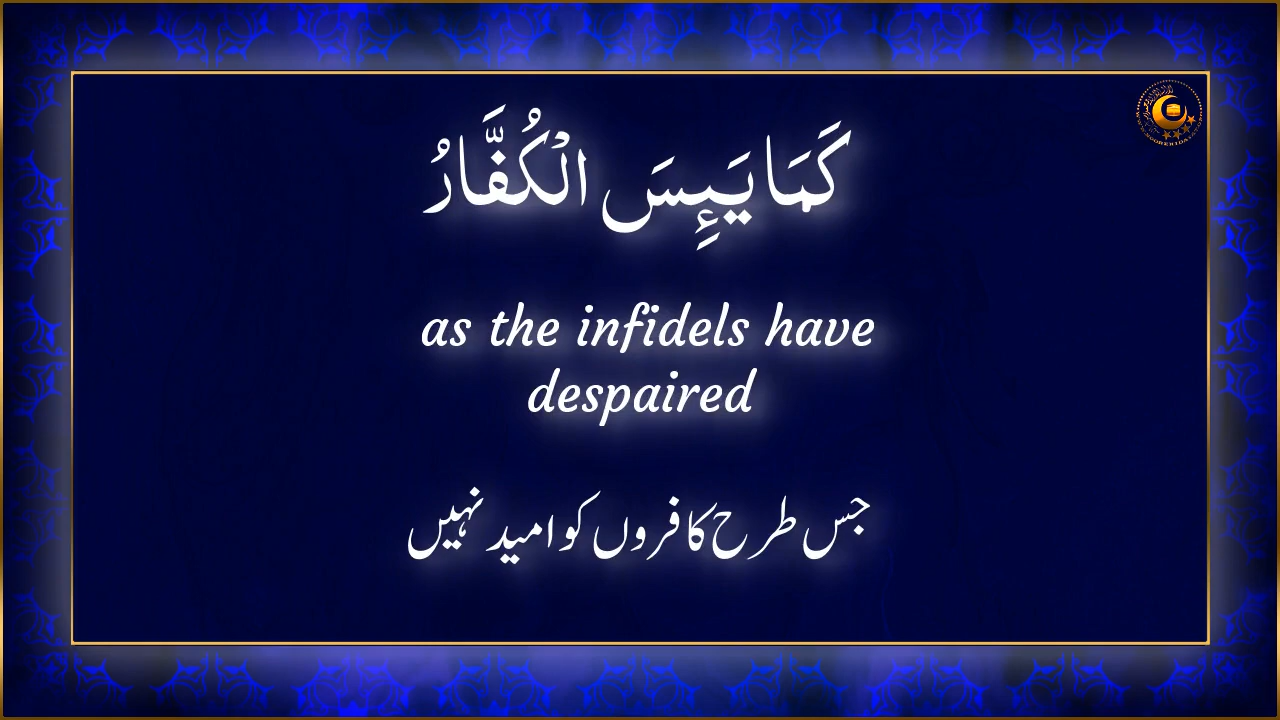 كَمَا يَىِٕسَ الْكُفَّارُ
as the infidels have
despaired
جس طرح کافروں کو امید نہیں